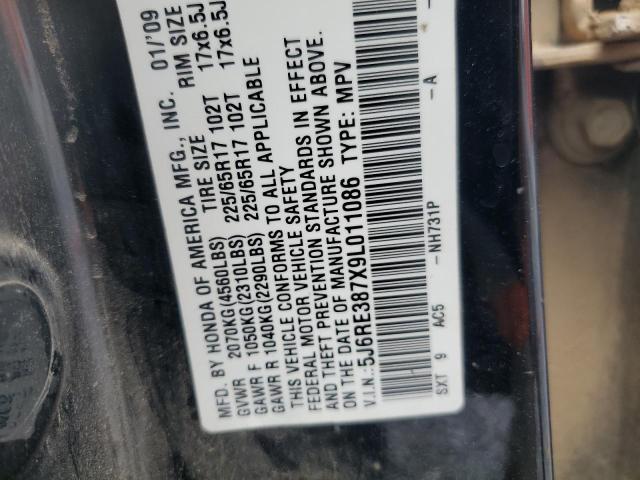 MFD. BY HONDA OF AMERICA MFG., INC. 01/'09
TIRE SIZE RIM SIZE
GVWR 2070KG(4560LBS)
GAWR F 1050KG(2310LBS) 225/65R17 102T 17x6.5J
GAWR R 1040KG(2290LBS) 225/65R17 102T 17x6.5J
THIS VEHICLE CONFORMS TO ALL APPLICABLE
FEDERAL MOTOR VEHICLE SAFETY
AND THEFT PREVENTION STANDARDS IN EFFECT
ON THE DATE OF MANUFACTURE SHOWN ABOVE.
V.I.N.: 5J6RE387X9L011086 TYPE: MPV
SXT 9 AC5 -NH731P -A -